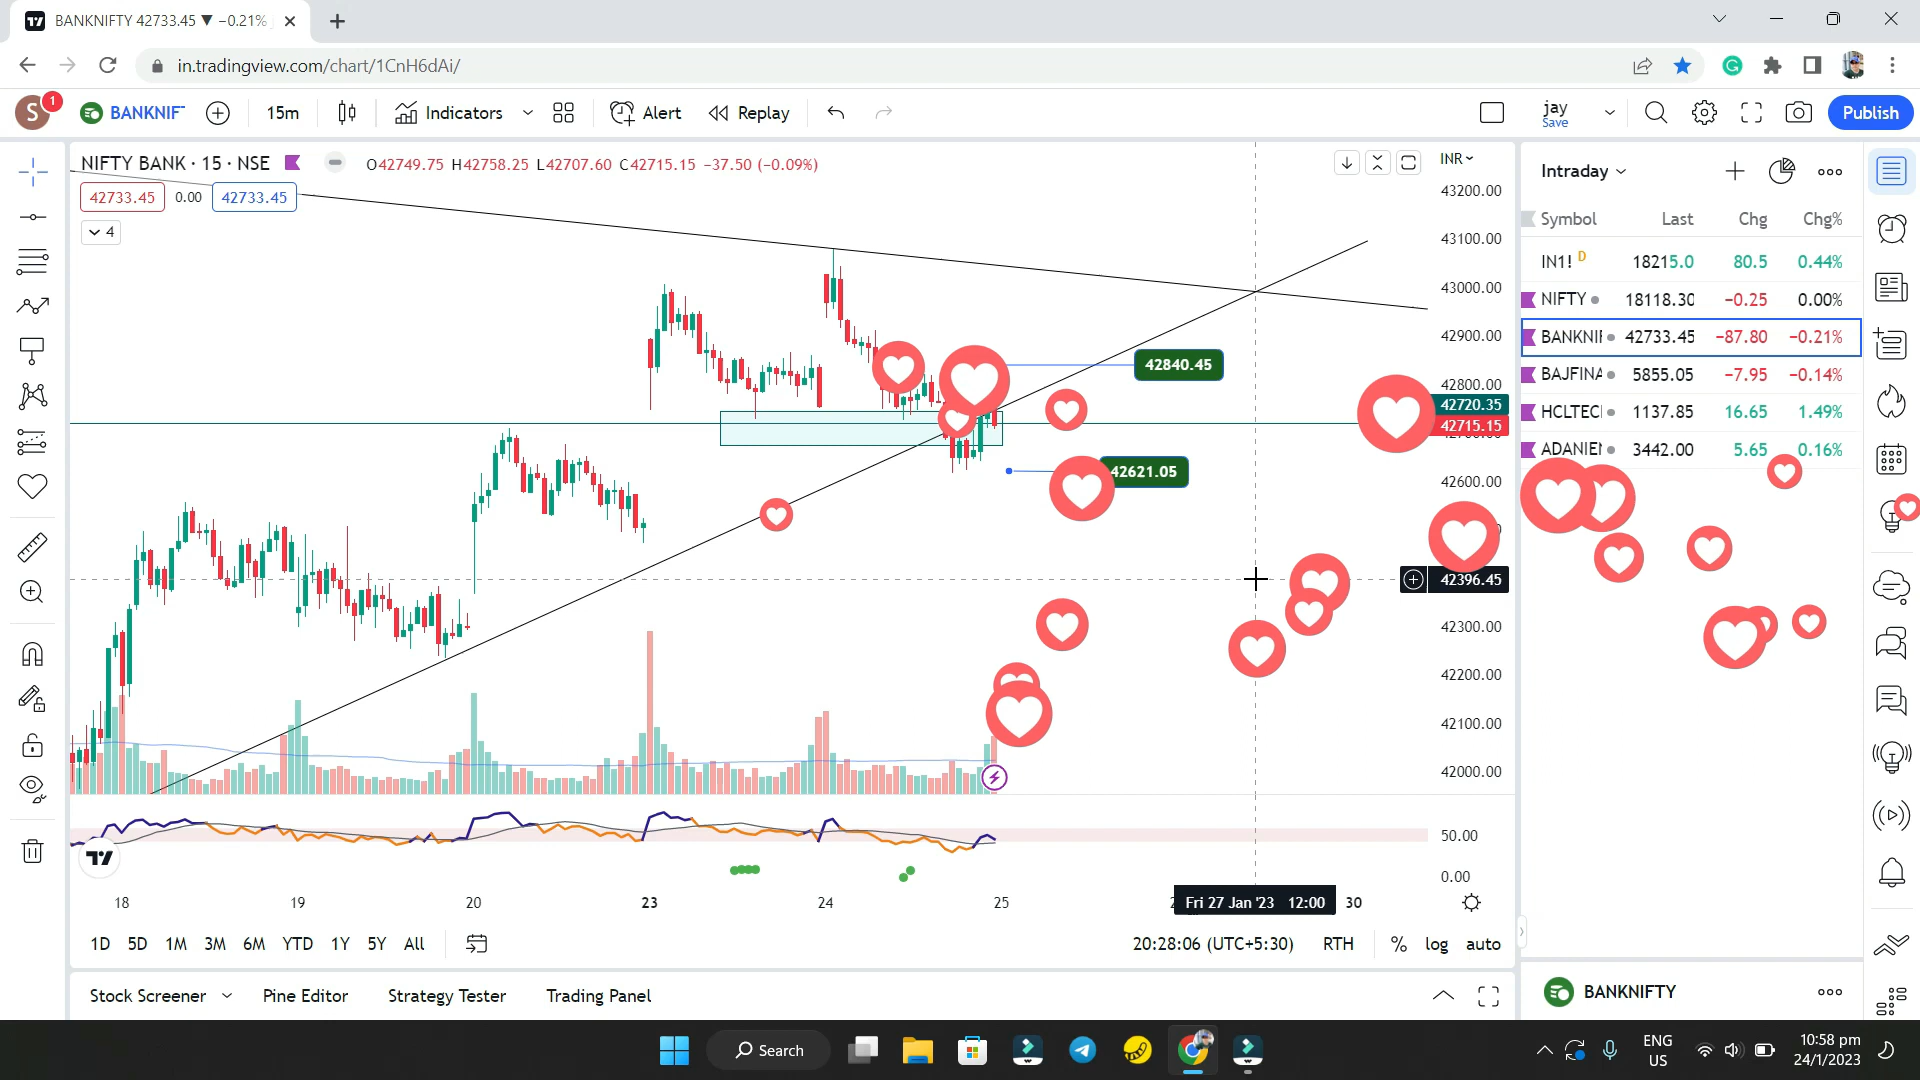 BANKNIFTY 42733.45 ▼ −0.21%
in.tradingview.com/chart/1CnH6dAi/
S 1
BANKNIF
15m
Indicators
Alert
Replay
jay
Save
Publish
NIFTY BANK · 15 · NSE
O42749.75 H42758.25 L42707.60 C42715.15 −37.50 (−0.09%)
42733.45 0.00 42733.45
4
INR
43200.00
43100.00
43000.00
42900.00
42800.00
42720.35
42715.15
42600.00
42396.45
42300.00
42200.00
42100.00
42000.00
50.00
0.00
42840.45
42621.05
18 19 20 23 24 25 Fri 27 Jan '23 12:00 30
1D 5D 1M 3M 6M YTD 1Y 5Y All
20:28:06 (UTC+5:30) RTH % log auto
Stock Screener Pine Editor Strategy Tester Trading Panel
Intraday
Symbol Last Chg Chg%
IN1! D 18215.0 80.5 0.44%
NIFTY 18118.30 −0.25 0.00%
BANKNI 42733.45 −87.80 −0.21%
BAJFINA 5855.05 −7.95 −0.14%
HCLTEC 1137.85 16.65 1.49%
ADANIEN 3442.00 5.65 0.16%
BANKNIFTY
Search
ENG
US
10:58 pm
24/1/2023